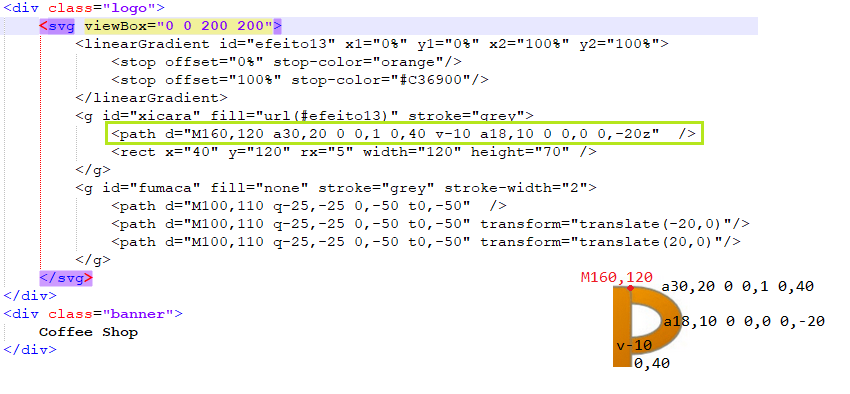 <div class="logo">
<svg viewBox="0 0 200 200">
<linearGradient id="efeito13" x1="0%" y1="0%" x2="100%" y2="100%">
<stop offset="0%" stop-color="orange"/>
<stop offset="100%" stop-color="#C36900"/>
</linearGradient>
<g id="xicara" fill="url(#efeito13)" stroke="grey">
<path d="M160,120 a30,20 0 0,1 0,40 v-10 a18,10 0 0,0 0,-20z"  />
<rect x="40" y="120" rx="5" width="120" height="70" />
</g>
<g id="fumaca" fill="none" stroke="grey" stroke-width="2">
<path d="M100,110 q-25,-25 0,-50 t0,-50"  />
<path d="M100,110 q-25,-25 0,-50 t0,-50" transform="translate(-20,0)"/>
<path d="M100,110 q-25,-25 0,-50 t0,-50" transform="translate(20,0)"/>
</g>
</svg>
</div>
<div class="banner">
Coffee Shop
</div>
M160,120
a30,20 0 0,1 0,40
a18,10 0 0,0 0,-20
v-10
0,40